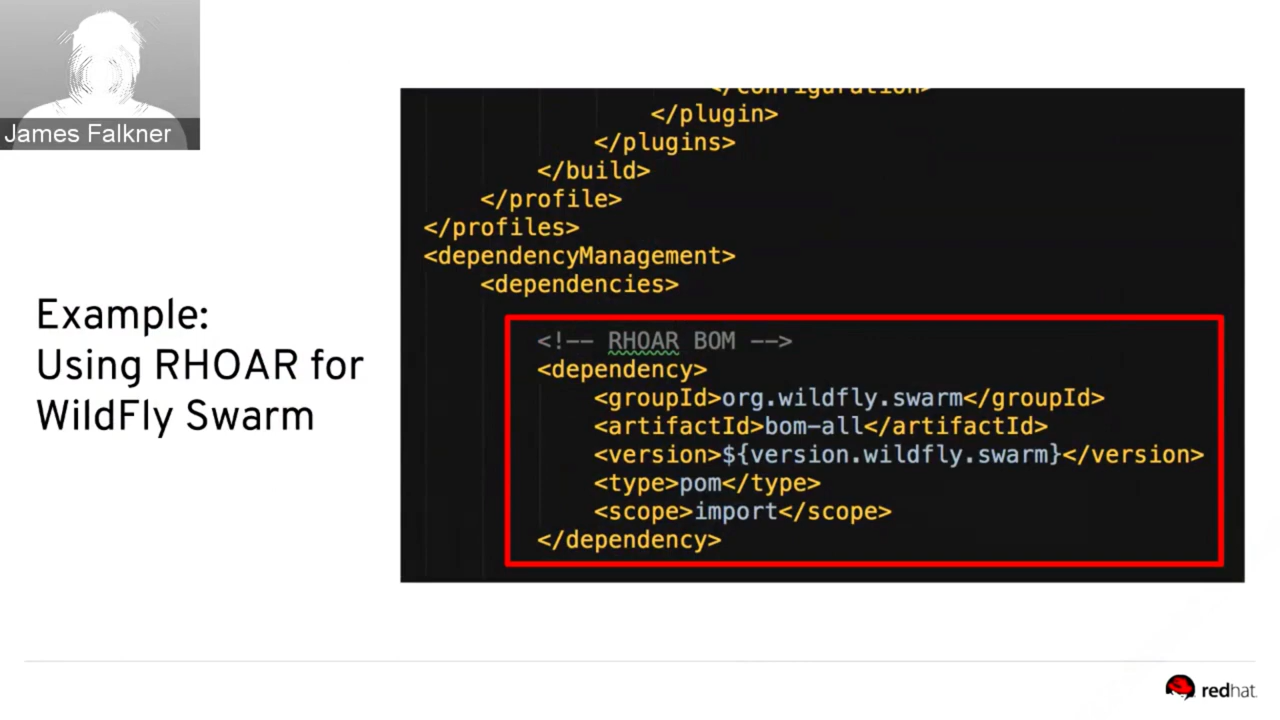 James Falkner
Example:
Using RHOAR for
WildFly Swarm
</configuration>
</plugin>
</plugins>
</build>
</profile>
</profiles>
<dependencyManagement>
<dependencies>
<!-- RHOAR BOM -->
<dependency>
<groupId>org.wildfly.swarm</groupId>
<artifactId>bom-all</artifactId>
<version>${version.wildfly.swarm}</version>
<type>pom</type>
<scope>import</scope>
</dependency>
redhat.